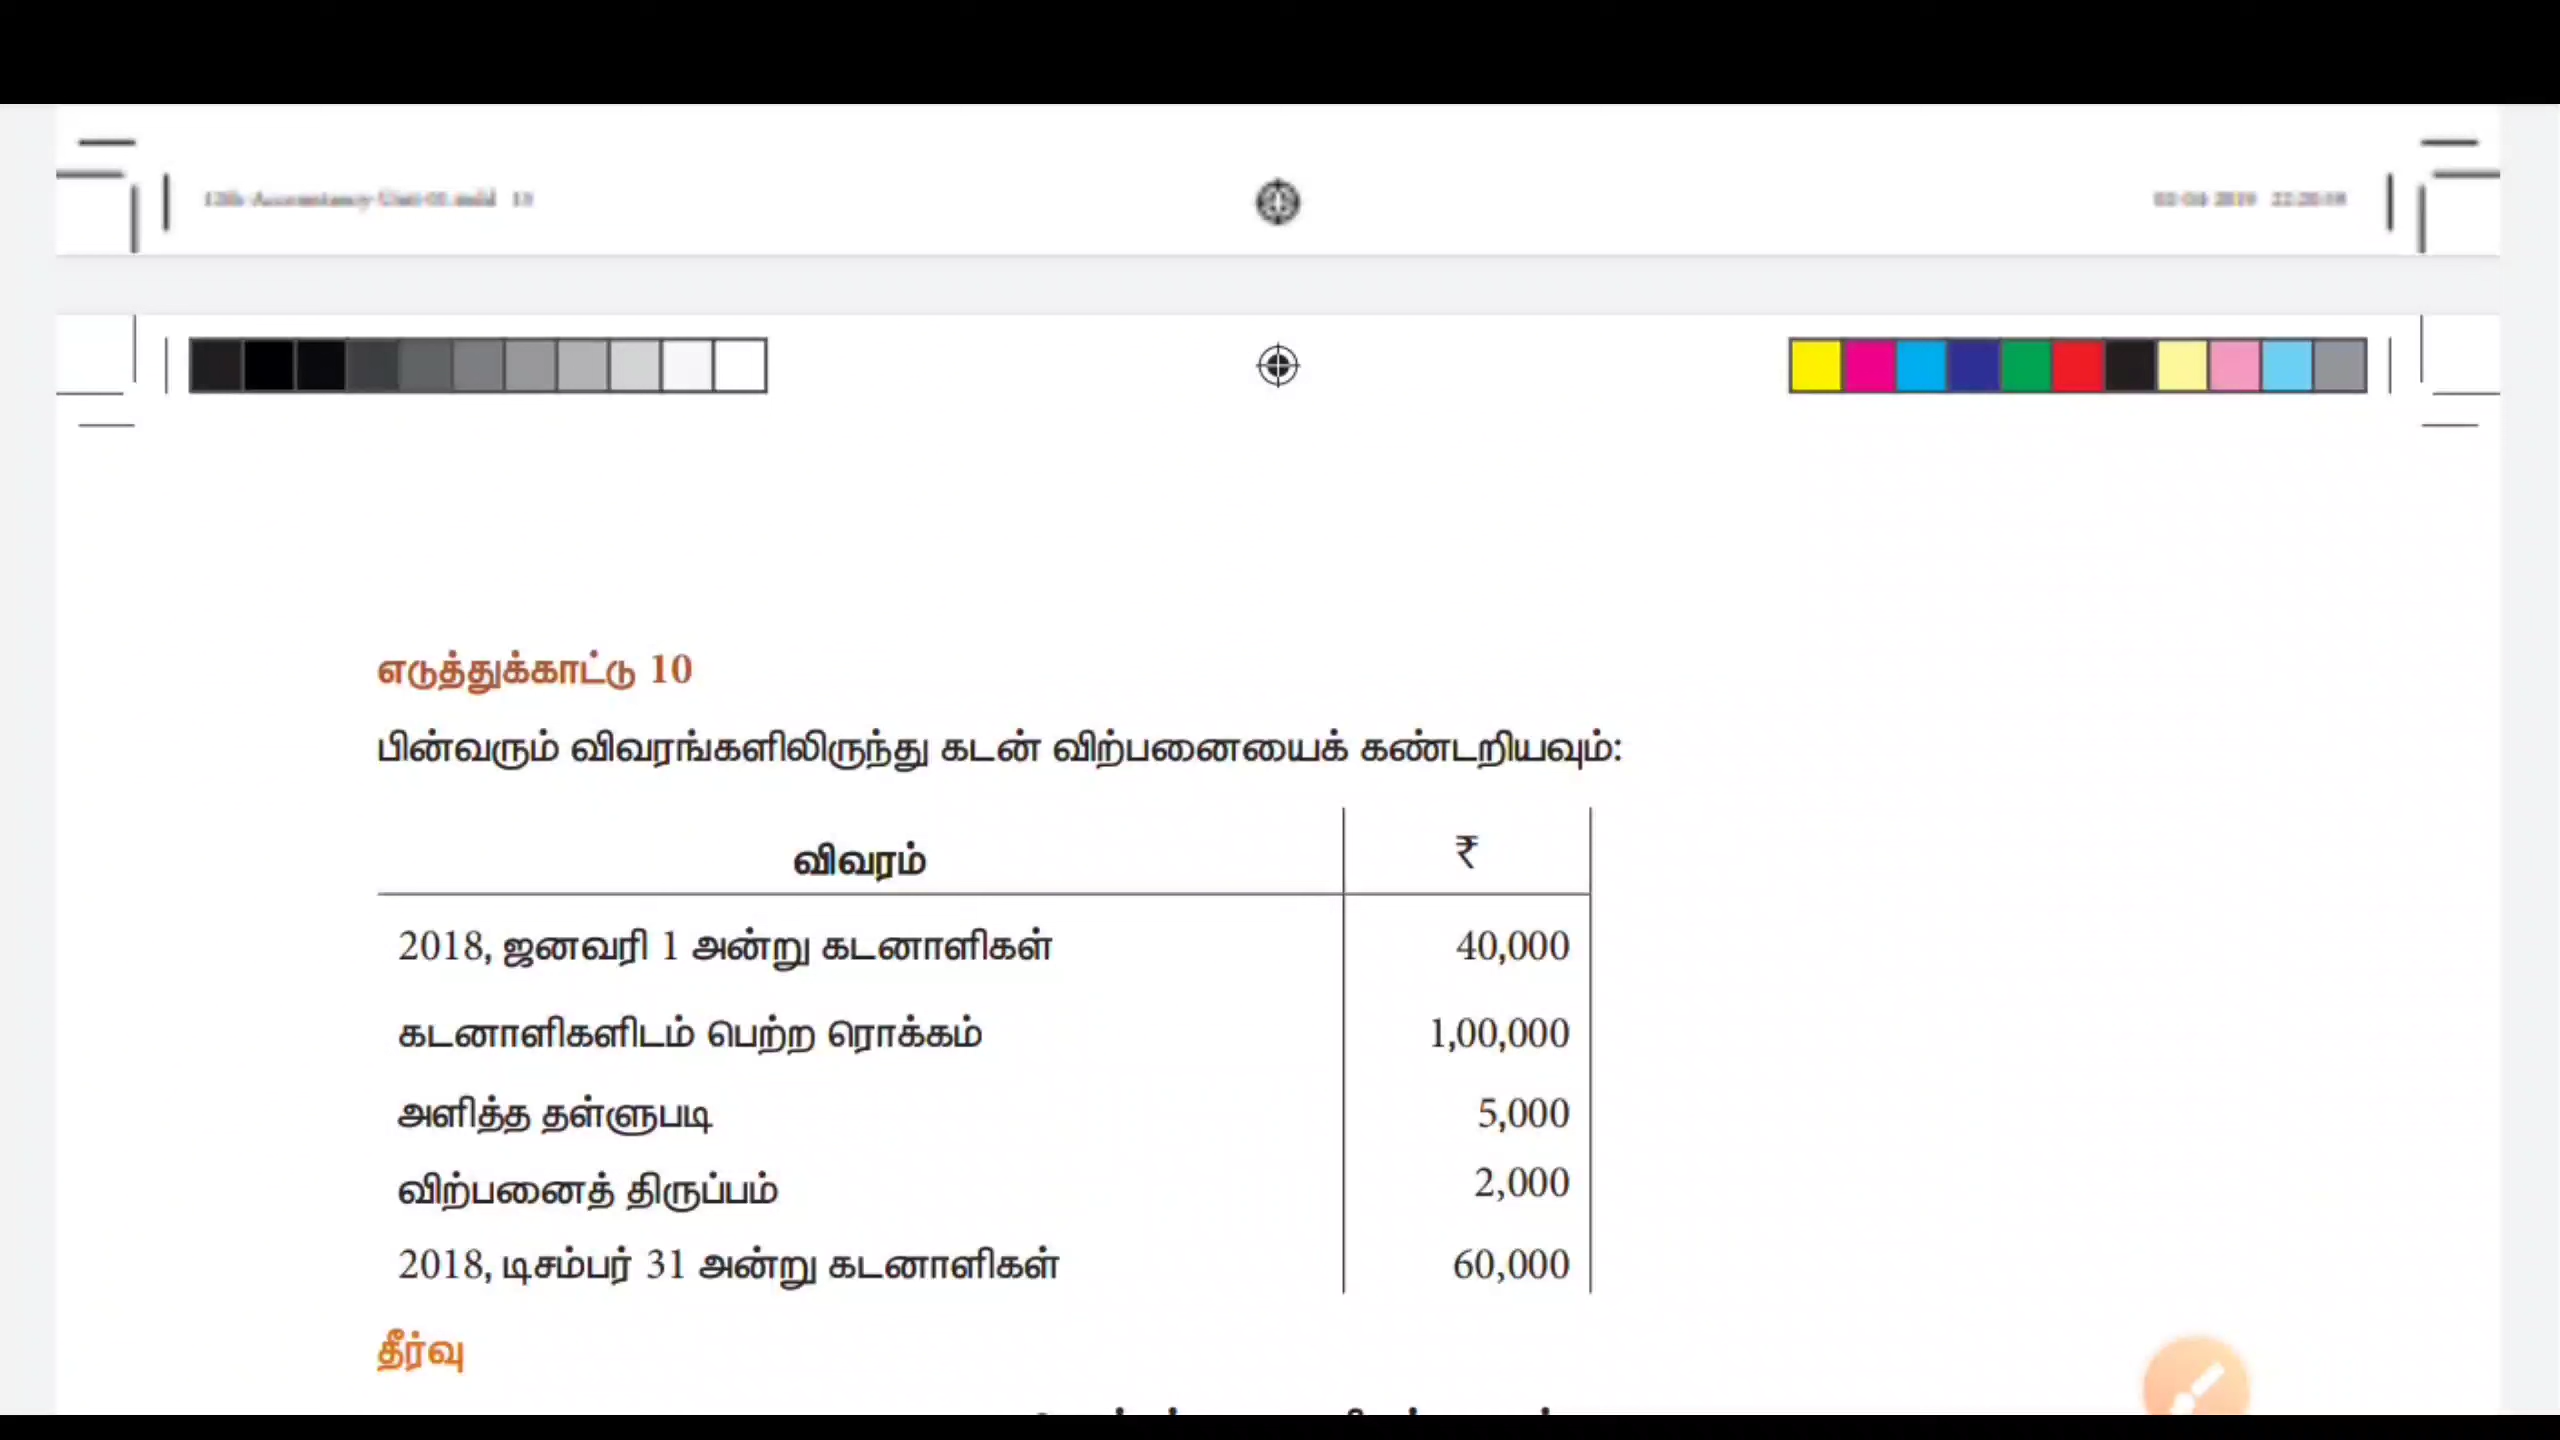 எடுத்துக்காட்டு 10
பின்வரும் விவரங்களிலிருந்து கடன் விற்பனையைக் கண்டறியவும்:
விவரம் ₹
2018, ஜனவரி 1 அன்று கடனாளிகள் 40,000
கடனாளிகளிடம் பெற்ற ரொக்கம் 1,00,000
அளித்த தள்ளுபடி 5,000
விற்பனைத் திருப்பம் 2,000
2018, டிசம்பர் 31 அன்று கடனாளிகள் 60,000
தீர்வு